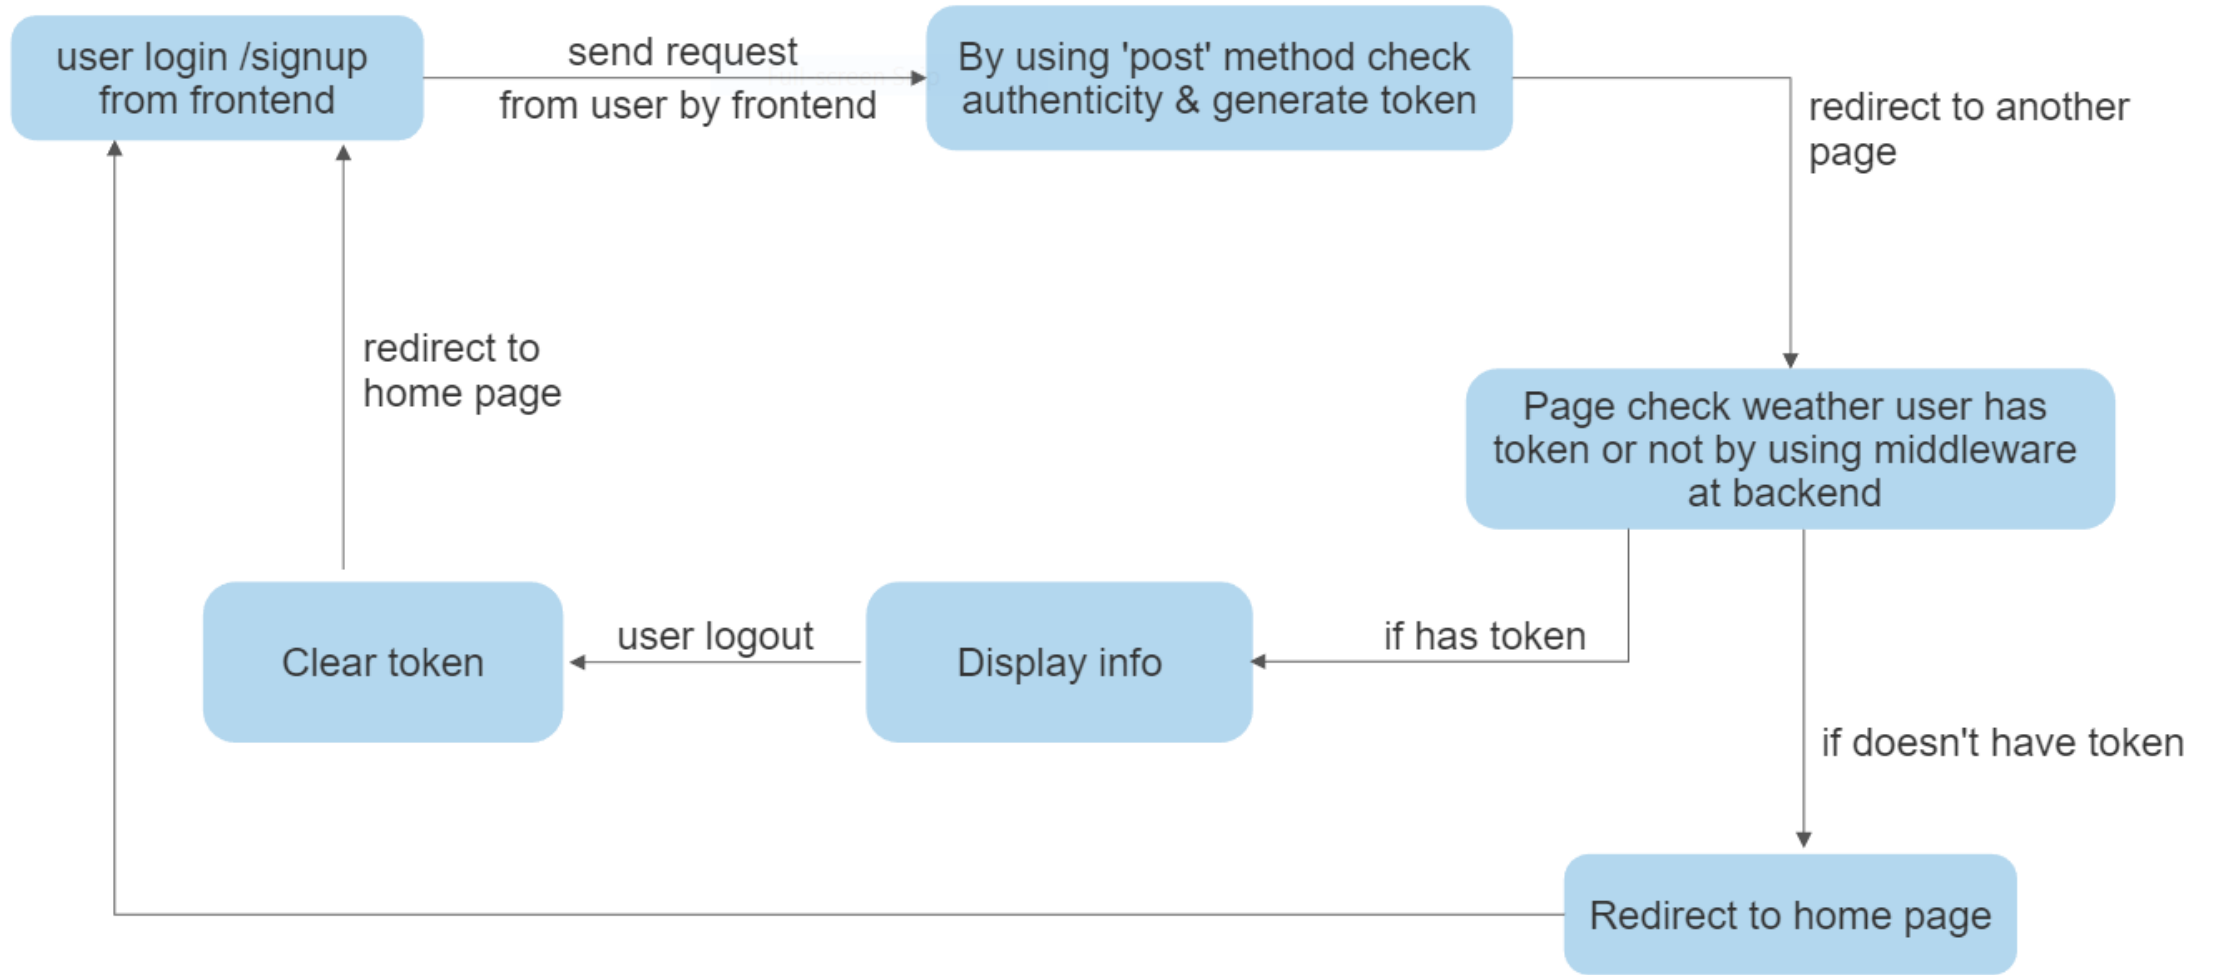 user login /signup
from frontend
send request
from user by frontend
By using 'post' method check
authenticity & generate token
redirect to another
page
redirect to
home page
Page check weather user has
token or not by using middleware
at backend
Clear token
user logout
Display info
if has token
if doesn't have token
Redirect to home page